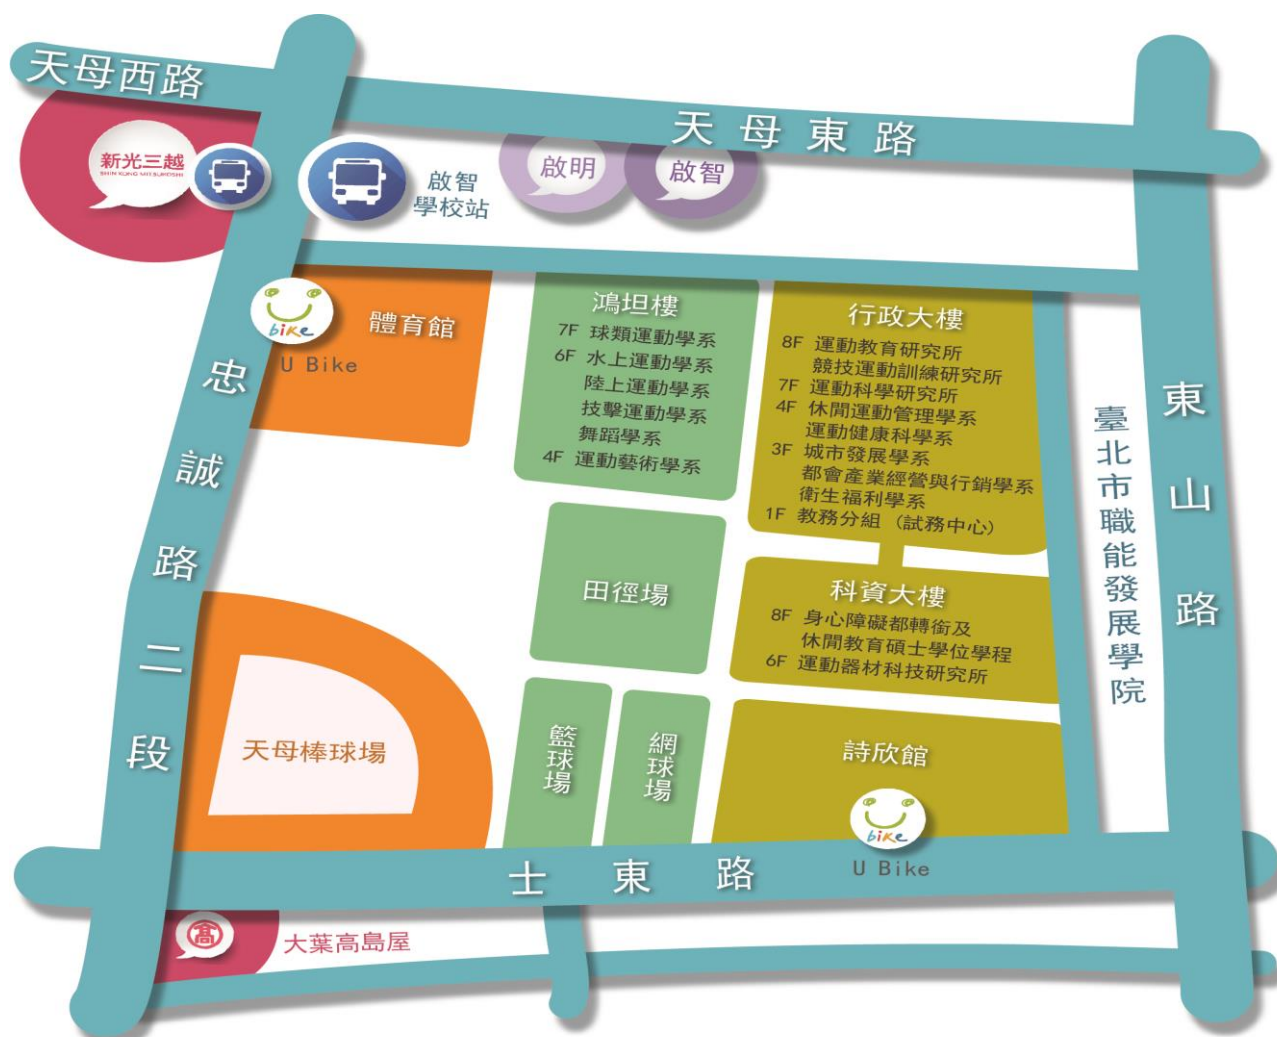 天母西路
天母東路
新光三越
SHIN KONG MITSUKOSHI
啟智
學校站
啟明
啟智
bike
U Bike
體育館
鴻坦樓
7F 球類運動學系
6F 水上運動學系
陸上運動學系
技擊運動學系
舞蹈學系
4F 運動藝術學系
行政大樓
8F 運動教育研究所
競技運動訓練研究所
7F 運動科學研究所
4F 休閒運動管理學系
運動健康科學系
3F 城市發展學系
都會產業經營與行銷學系
衛生福利學系
1F 教務分組 (試務中心)
忠誠路二段
東山路
臺北市職能發展學院
田徑場
科資大樓
8F 身心障礙都轉銜及
休閒教育碩士學位學程
6F 運動器材科技研究所
天母棒球場
籃球場
網球場
詩欣館
bike
U Bike
士東路
髙
大葉高島屋